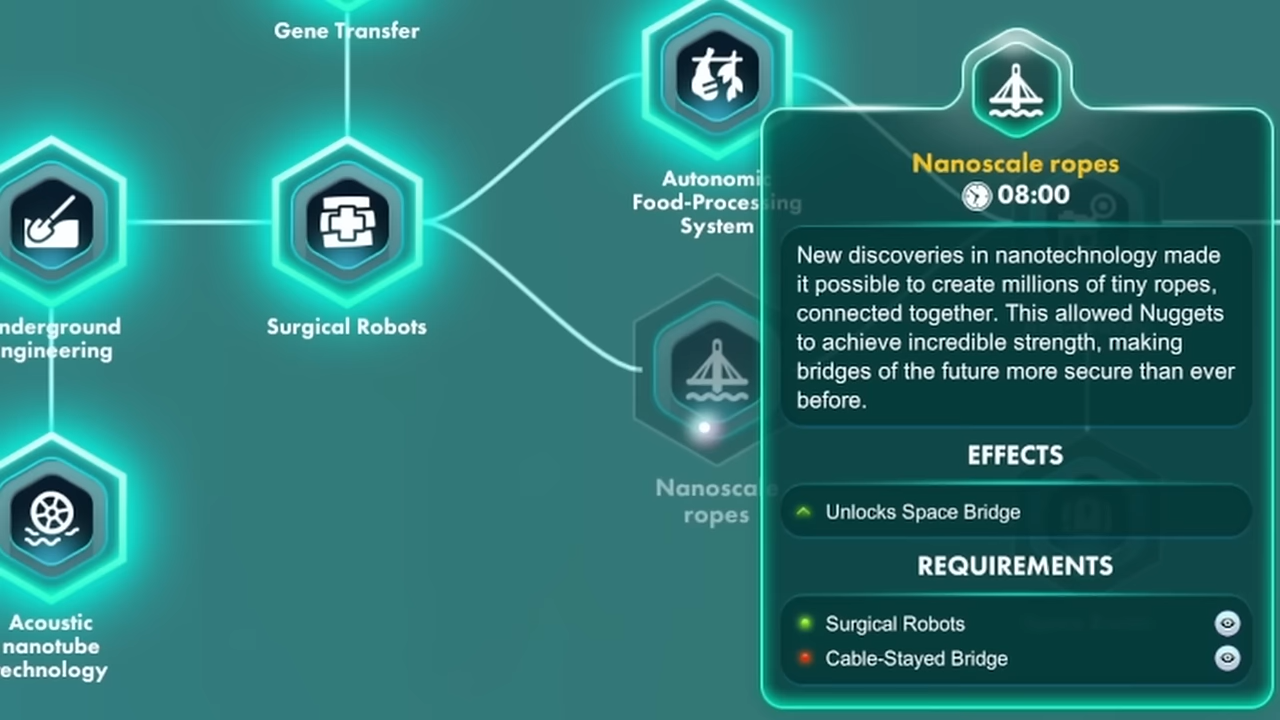 Gene Transfer
Underground
Engineering
Surgical Robots
Acoustic
nanotube
technology
Autonomic
Food-Processing
System
Nanoscale
ropes
Nanoscale ropes
08:00
New discoveries in nanotechnology made
it possible to create millions of tiny ropes,
connected together. This allowed Nuggets
to achieve incredible strength, making
bridges of the future more secure than ever
before.
EFFECTS
Unlocks Space Bridge
REQUIREMENTS
Surgical Robots
Cable-Stayed Bridge